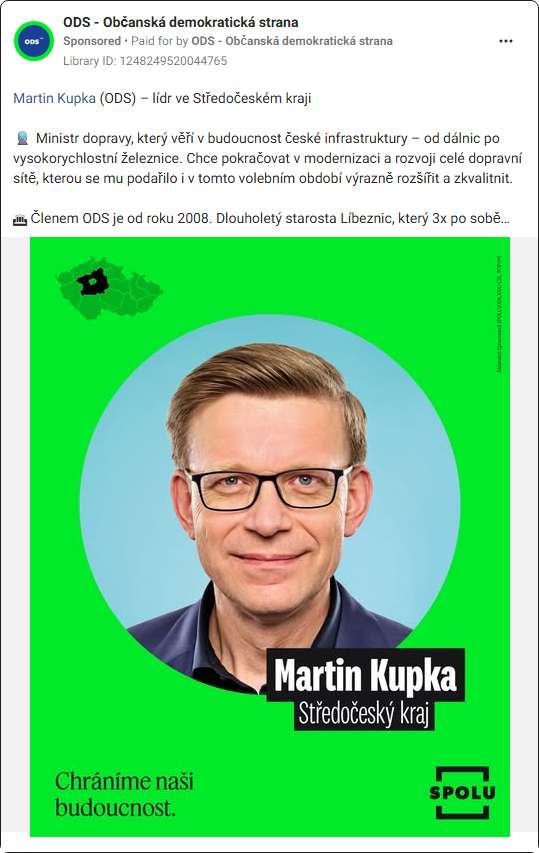 ODS - Občanská demokratická strana
Sponsored • Paid for by ODS - Občanská demokratická strana
Library ID: 1248249520044765
Martin Kupka (ODS) – lídr ve Středočeském kraji
Ministr dopravy, který věří v budoucnost české infrastruktury – od dálnic po
vysokorychlostní železnice. Chce pokračovat v modernizaci a rozvoji celé dopravní
sítě, kterou se mu podařilo i v tomto volebním období výrazně rozšířit a zkvalitnit.
Členem ODS je od roku 2008. Dlouholetý starosta Líbeznic, který 3x po sobě...
ODS
Martin Kupka
Středočeský kraj
Chráníme naši
budoucnost.
SPOLU